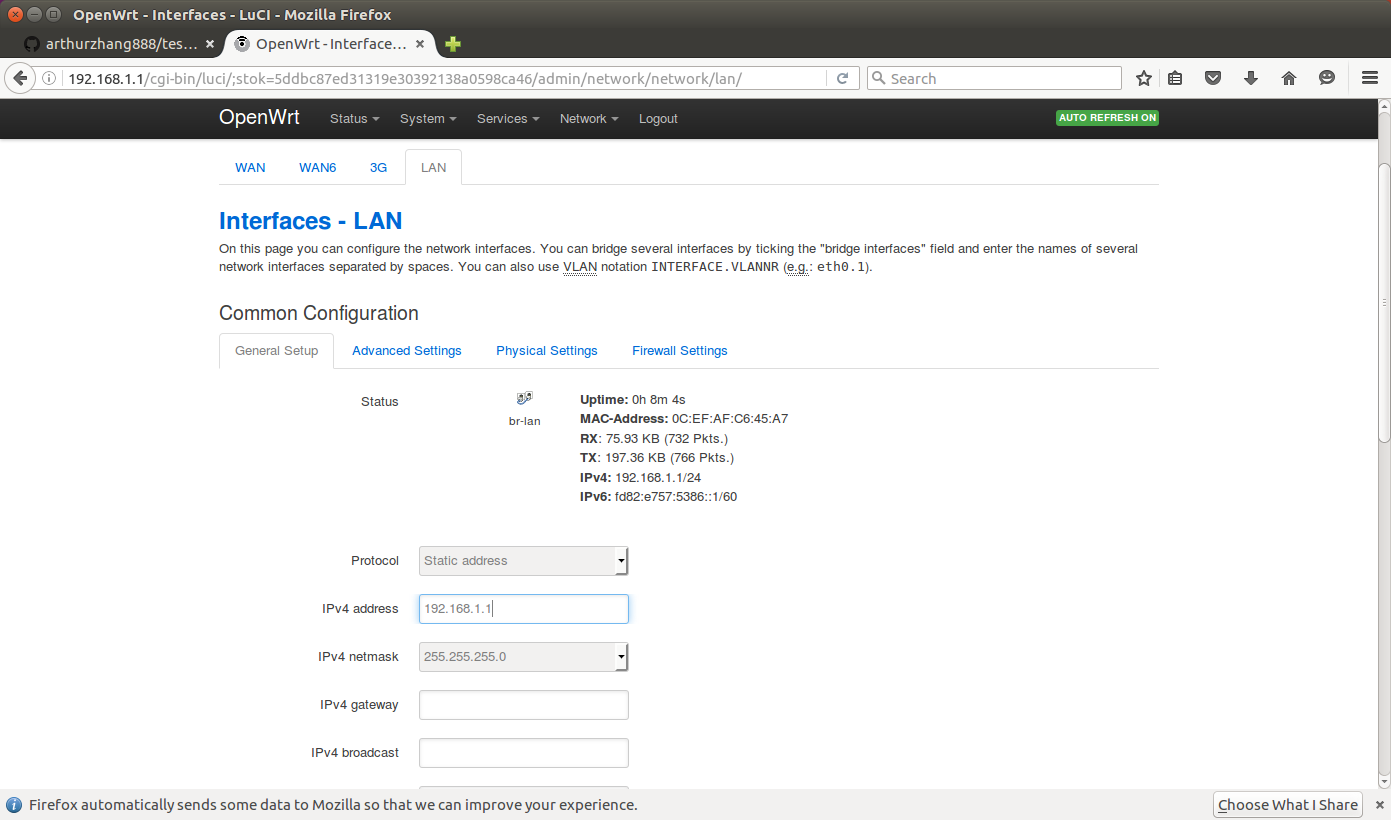 OpenWrt - Interfaces - LuCI - Mozilla Firefox
arthurzhang888/tes... OpenWrt - Interface...
192.168.1.1/cgi-bin/luci/;stok=5ddbc87ed31319e30392138a0598ca46/admin/network/network/lan/ Search
OpenWrt Status System Services Network Logout AUTO REFRESH ON
WAN WAN6 3G LAN
Interfaces - LAN
On this page you can configure the network interfaces. You can bridge several interfaces by ticking the "bridge interfaces" field and enter the names of several
network interfaces separated by spaces. You can also use VLAN notation INTERFACE.VLANNR (e.g.: eth0.1).
Common Configuration
General Setup Advanced Settings Physical Settings Firewall Settings
Status
br-lan
Uptime: 0h 8m 4s
MAC-Address: 0C:EF:AF:C6:45:A7
RX: 75.93 KB (732 Pkts.)
TX: 197.36 KB (766 Pkts.)
IPv4: 192.168.1.1/24
IPv6: fd82:e757:5386::1/60
Protocol Static address
IPv4 address 192.168.1.1
IPv4 netmask 255.255.255.0
IPv4 gateway
IPv4 broadcast
Firefox automatically sends some data to Mozilla so that we can improve your experience. Choose What I Share